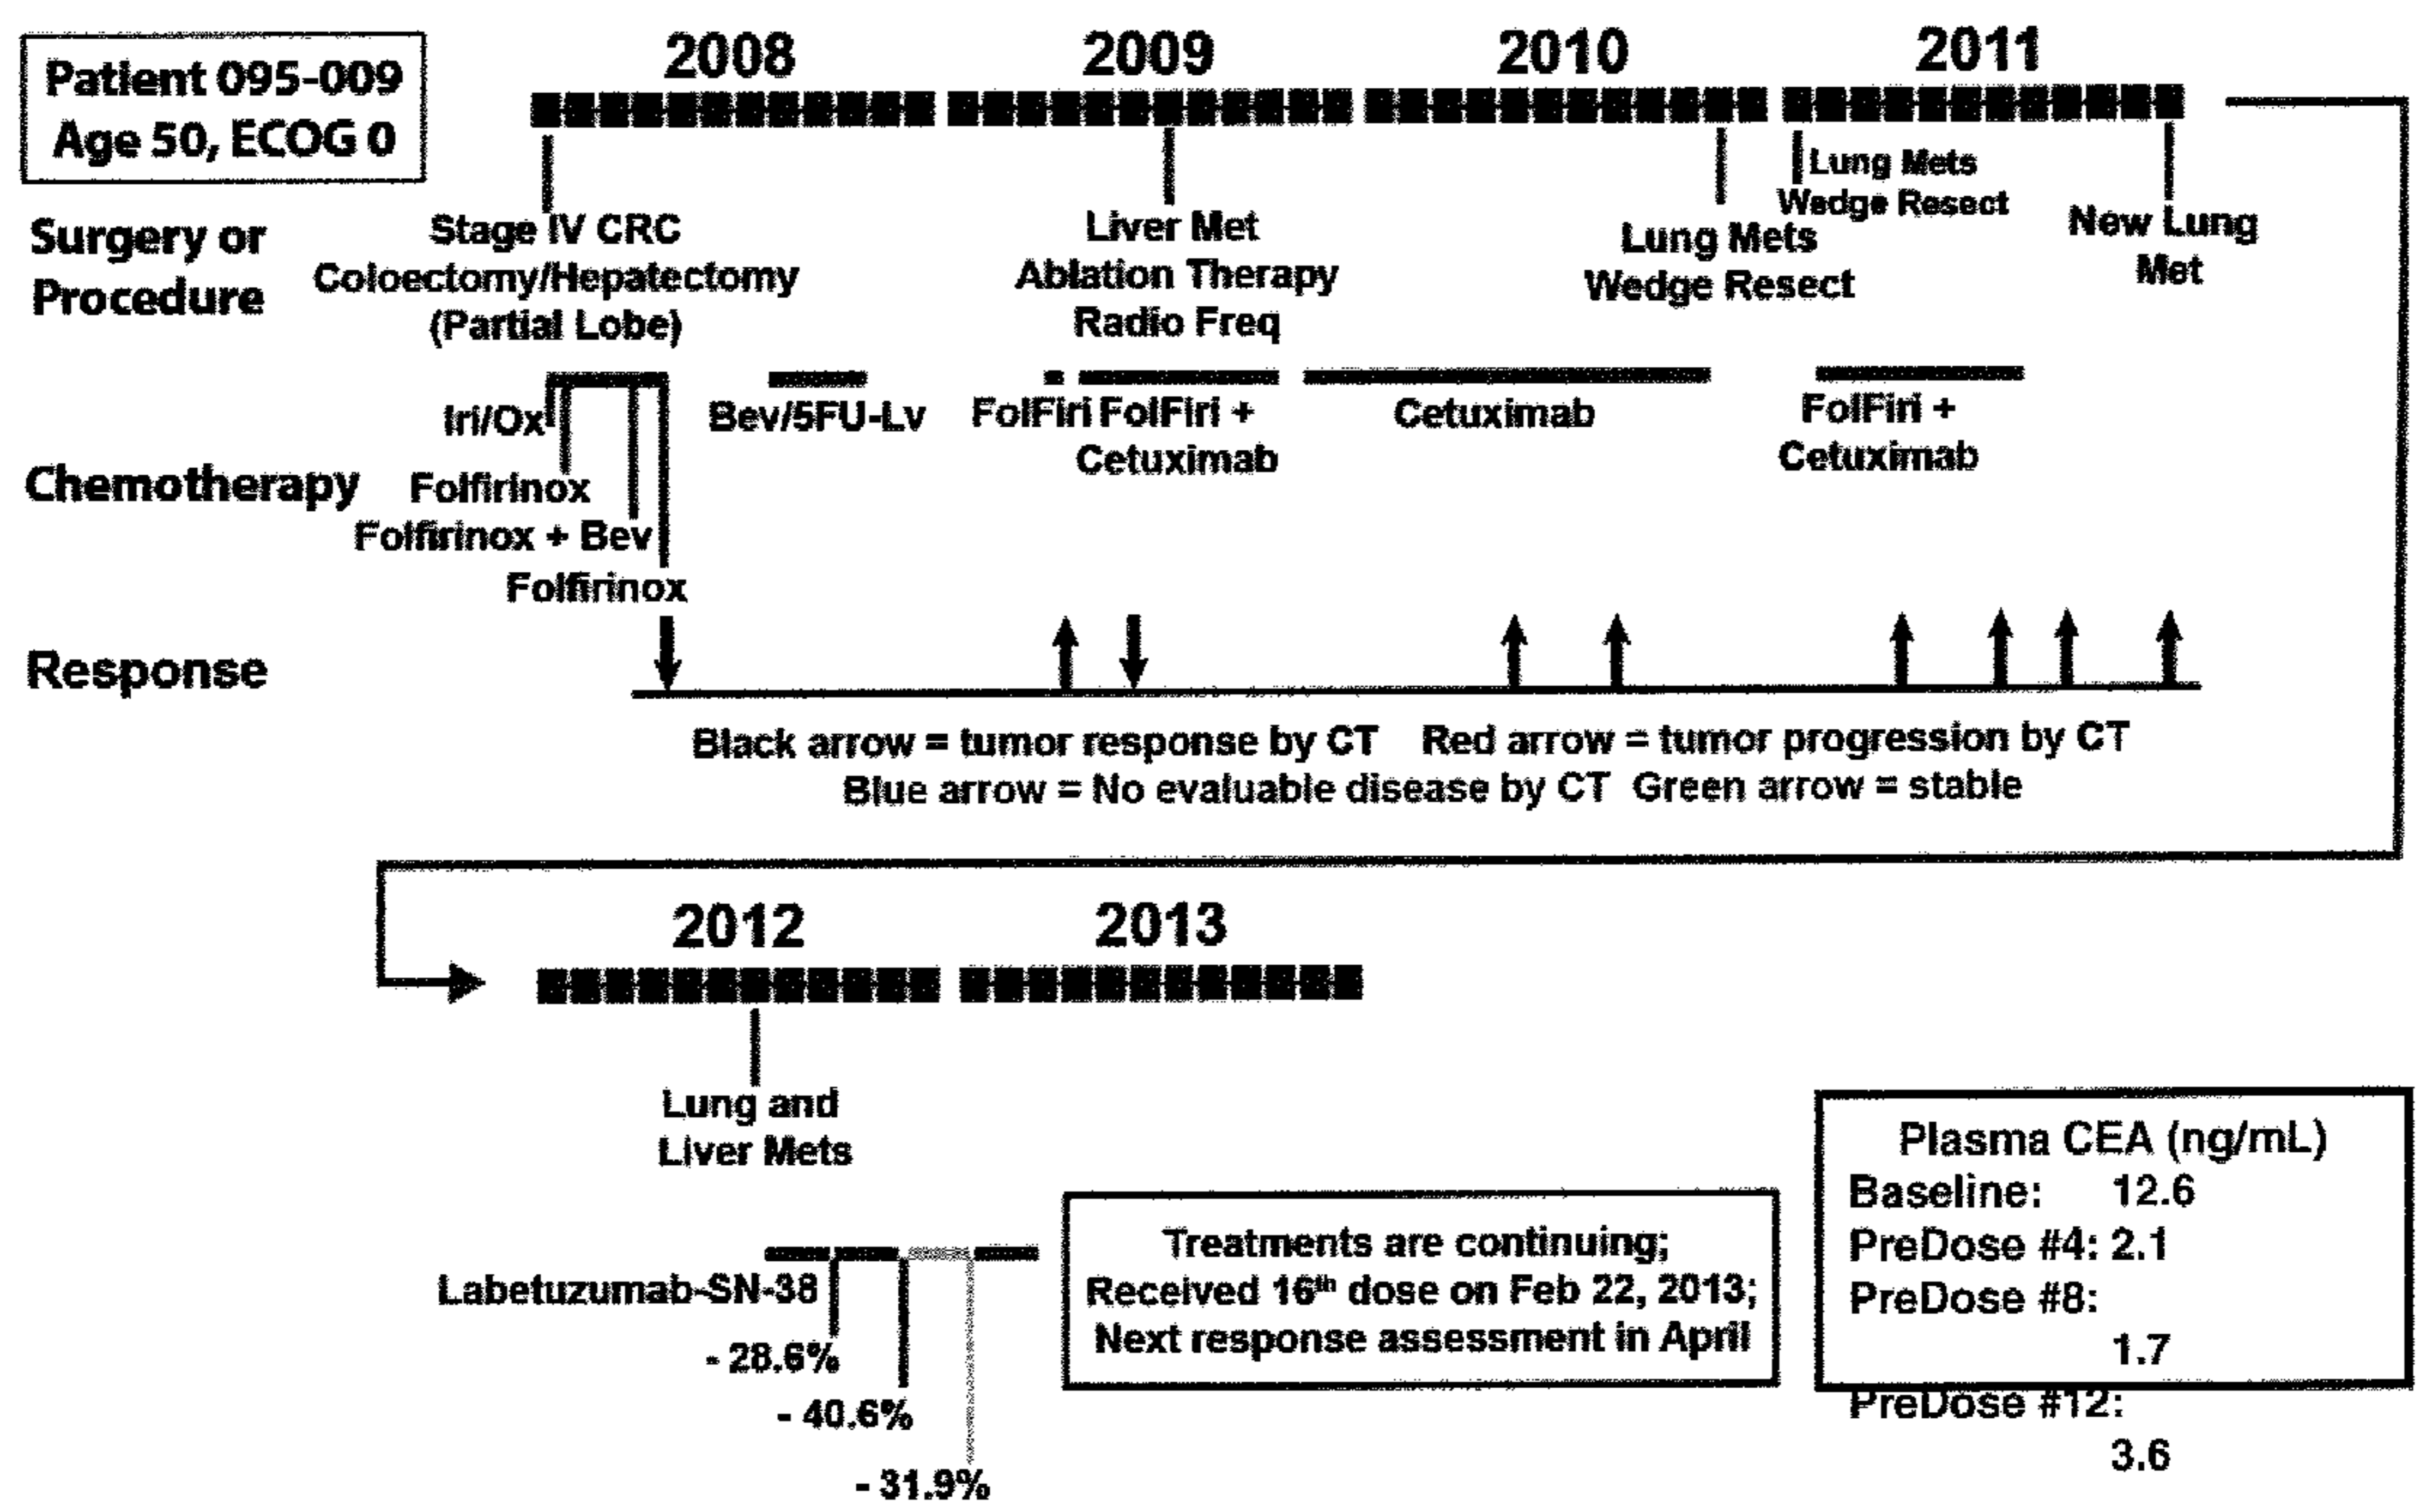 Patient 095-009
Age 50, ECOG 0
2008
2009
2010
2011
Surgery or
Procedure
Stage IV CRC
Coloectomy/Hepatectomy
(Partial Lobe)
Liver Met
Ablation Therapy
Radio Freq
Lung Mets
Wedge Resect
Lung Mets
Wedge Resect
New Lung
Met
Chemotherapy
Iri/Ox
Folfirinox
Folfirinox + Bev
Folfirinox
Bev/5FU-Lv
FolFiri
FolFiri +
Cetuximab
Cetuximab
FolFiri +
Cetuximab
Response
Black arrow = tumor response by CT Red arrow = tumor progression by CT
Blue arrow = No evaluable disease by CT Green arrow = stable
2012
2013
Lung and
Liver Mets
Labetuzumab-SN-38
- 28.6%
- 40.6%
- 31.9%
Treatments are continuing;
Received 16th dose on Feb 22, 2013;
Next response assessment in April
Plasma CEA (ng/mL)
Baseline: 12.6
PreDose #4: 2.1
PreDose #8:
1.7
PreDose #12:
3.6